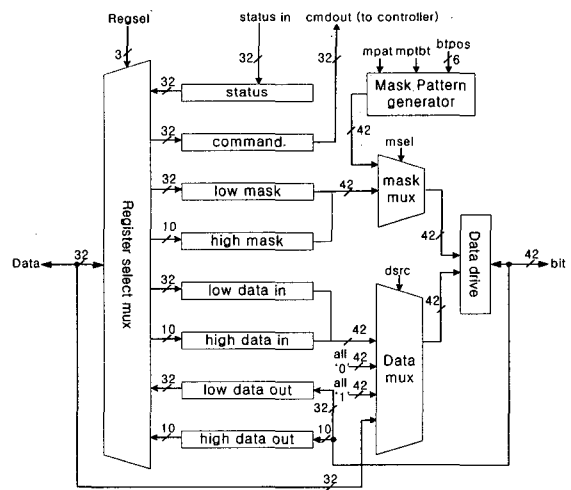 Regsel
status in cmdout (to controller)
3
32
32
mpat mptbt btpos
6
32
status
Mask Pattern
generator
32
command.
42
msel
32
low mask
42
mask
mux
10
high mask
42
Register select mux
Data
32
Data drive
42
bit
32
low data in
dsrc
42
10
high data in
42
all
'0'
42
Data
mux
all
'1'
42
32
low data out
32
10
high data out
10
32